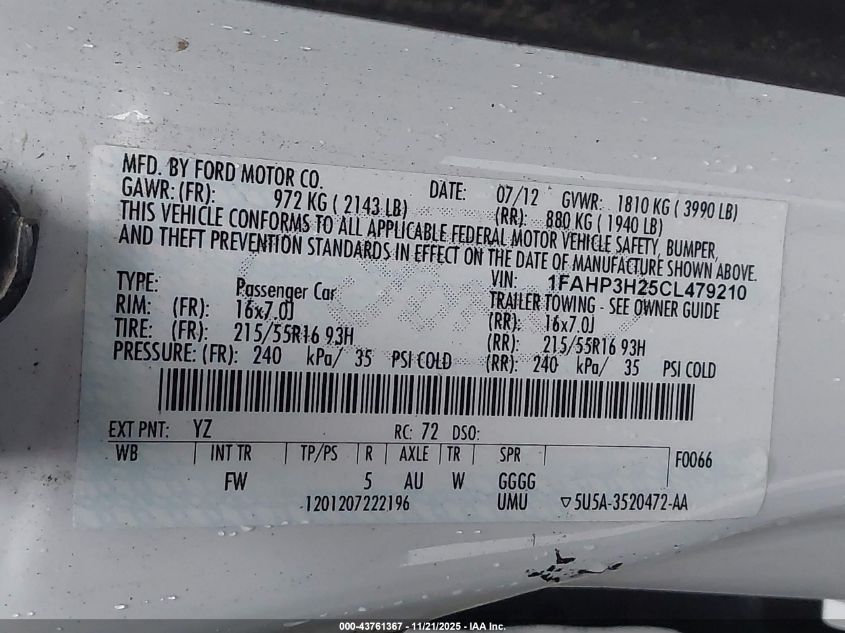 MFD. BY FORD MOTOR CO.
DATE: 07/12 GVWR: 1810 KG ( 3990 LB)
GAWR: (FR): 972 KG ( 2143 LB) (RR): 880 KG ( 1940 LB)
THIS VEHICLE CONFORMS TO ALL APPLICABLE FEDERAL MOTOR VEHICLE SAFETY, BUMPER,
AND THEFT PREVENTION STANDARDS IN EFFECT ON THE DATE OF MANUFACTURE SHOWN ABOVE.
VIN: 1FAHP3H25CL479210
TYPE: Passenger Car TRAILER TOWING - SEE OWNER GUIDE
RIM: (FR): 16x7.0J (RR): 16x7.0J
TIRE: (FR): 215/55R16 93H (RR): 215/55R16 93H
PRESSURE: (FR): 240 kPa/ 35 PSI COLD (RR): 240 kPa/ 35 PSI COLD
EXT PNT: YZ RC: 72 DSO:
WB INT TR TP/PS R AXLE TR SPR F0066
FW 5 AU W GGGG
1201207222196 UMU ▽5U5A-3520472-AA
000-43761367 - 11/21/2025 - IAA Inc.